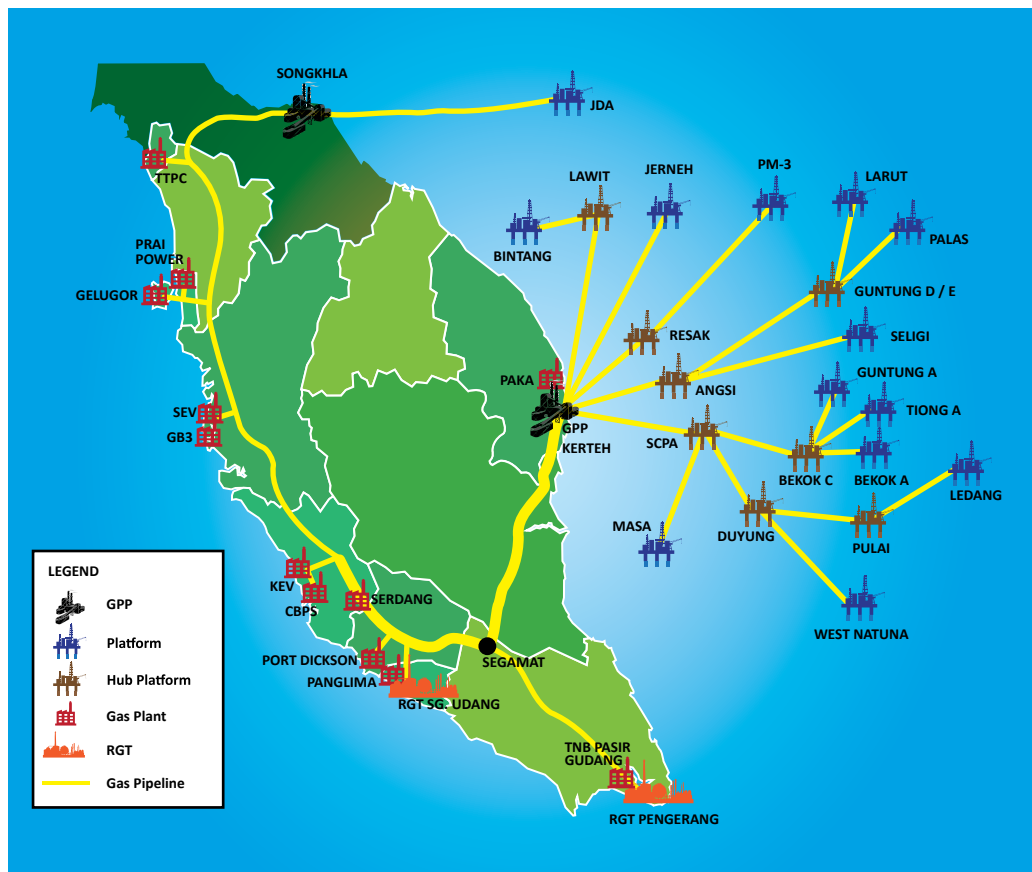 SONGKHLA
JDA
TTPC
LAWIT
JERNEH
PM-3
LARUT
PALAS
BINTANG
PRAI
POWER
GELUGOR
GUNTUNG D / E
RESAK
SELIGI
PAKA
ANGSI
GUNTUNG A
TIONG A
SEV
GB3
GPP
KERTEH
SCPA
BEKOK C
BEKOK A
LEDANG
MASA
DUYUNG
PULAI
WEST NATUNA
KEV
CBPS
SERDANG
PORT DICKSON
PANGLIMA
SEGAMAT
RGT SG. UDANG
TNB PASIR
GUDANG
RGT PENGERANG
LEGEND
GPP
Platform
Hub Platform
Gas Plant
RGT
Gas Pipeline